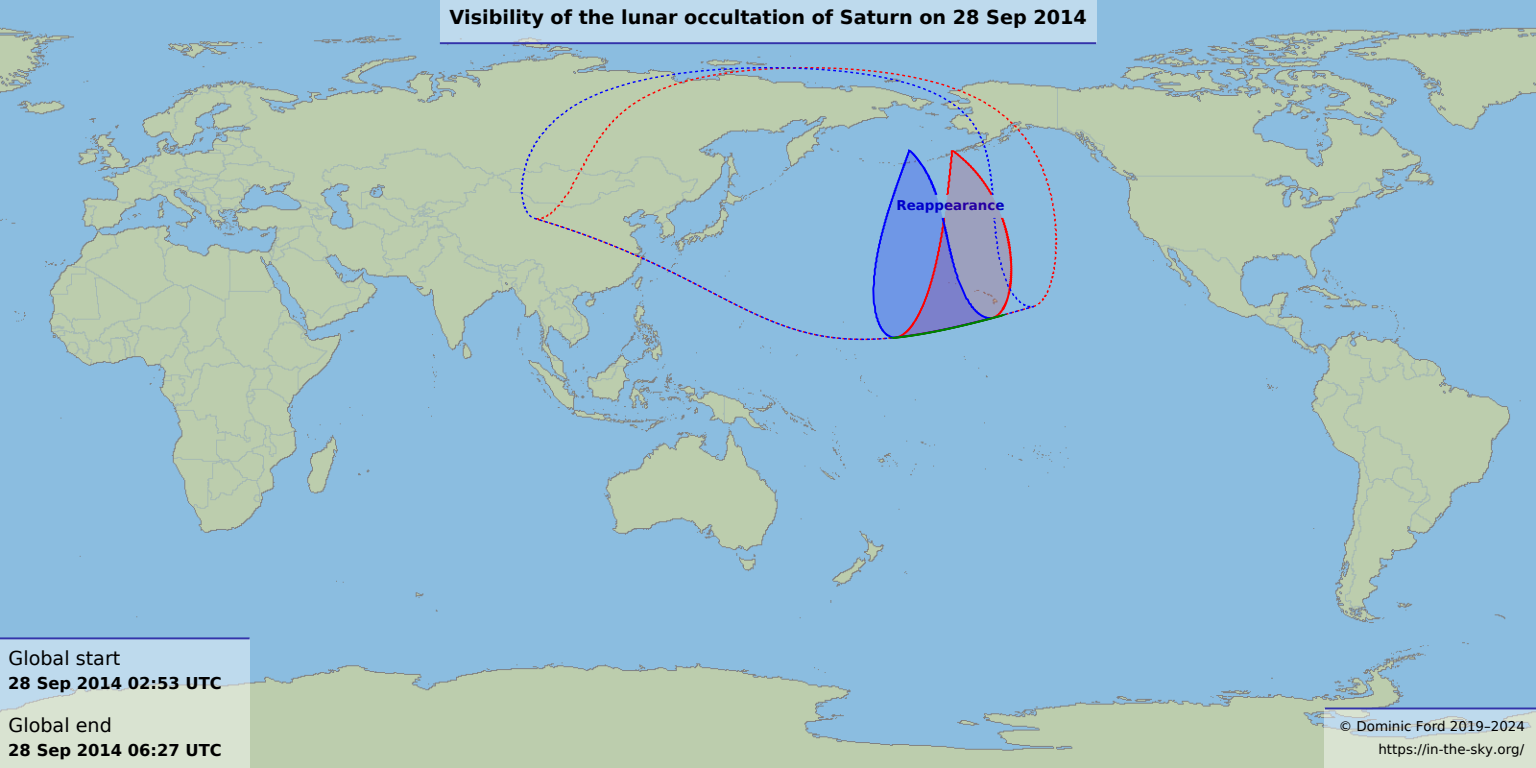 Visibility of the lunar occultation of Saturn on 28 Sep 2014
Reappearance
Global start
28 Sep 2014 02:53 UTC
Global end
28 Sep 2014 06:27 UTC
© Dominic Ford 2019–2024
https://in-the-sky.org/